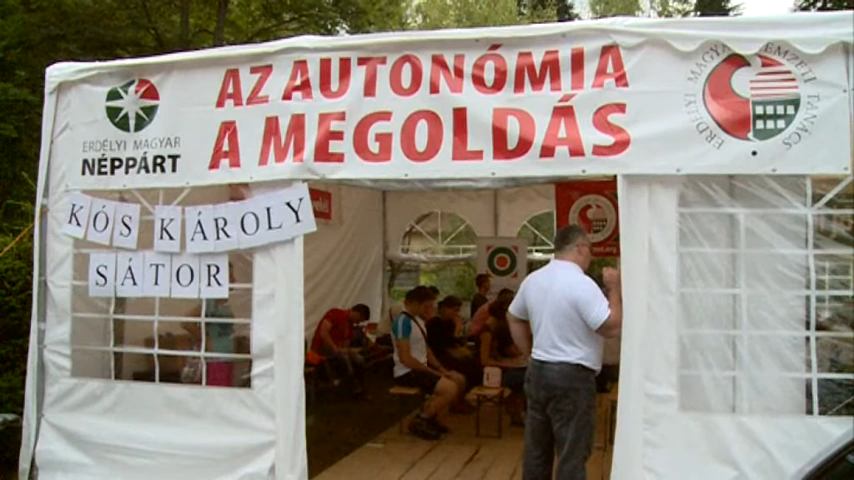 AZ AUTONÓMIA
A MEGOLDÁS
ERDÉLYI MAGYAR
NÉPPÁRT
ERDÉLYI MAGYAR NEMZETI TANÁCS
KÓS KÁROLY
SÁTOR